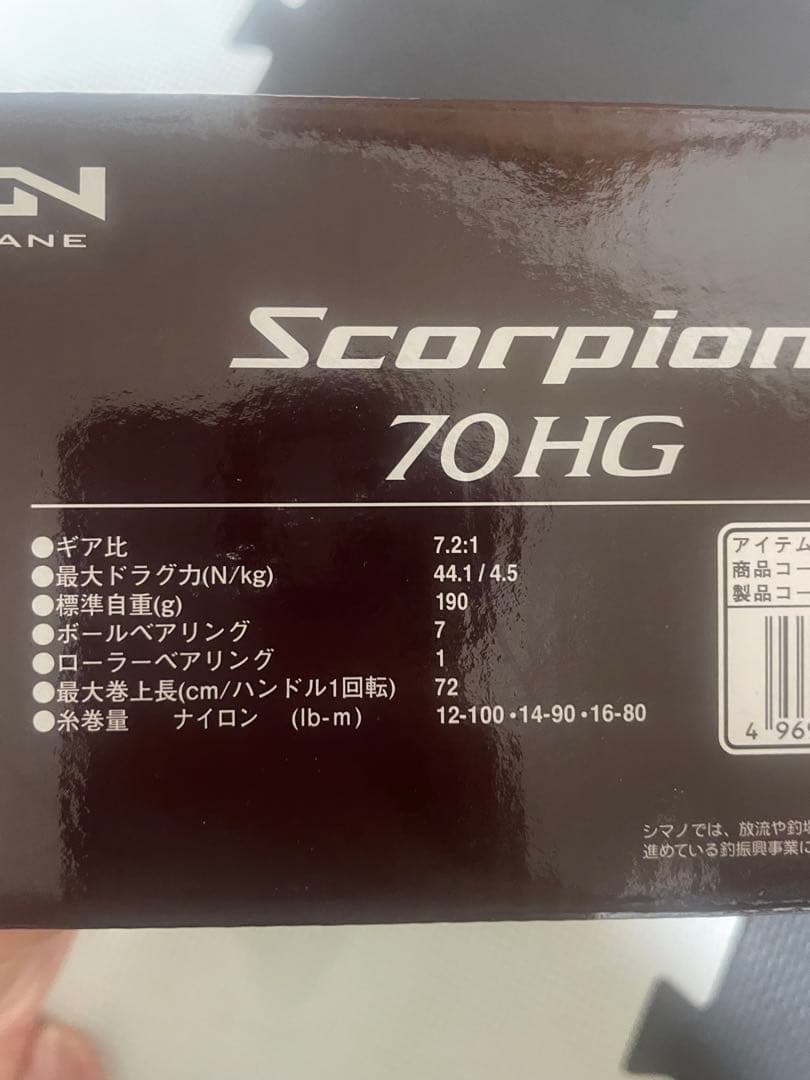 ANE
Scorpion
70HG
●ギア比 7.2:1
●最大ドラグ力(N/kg) 44.1/4.5
●標準自重(g) 190
●ボールベアリング 7
●ローラーベアリング 1
●最大巻上長(cm/ハンドル1回転) 72
●糸巻量 ナイロン (lb-m) 12-100・14-90・16-80
アイテム
商品コー
製品コー
4 969
シマノでは、放流や釣場
進めている釣振興事業に